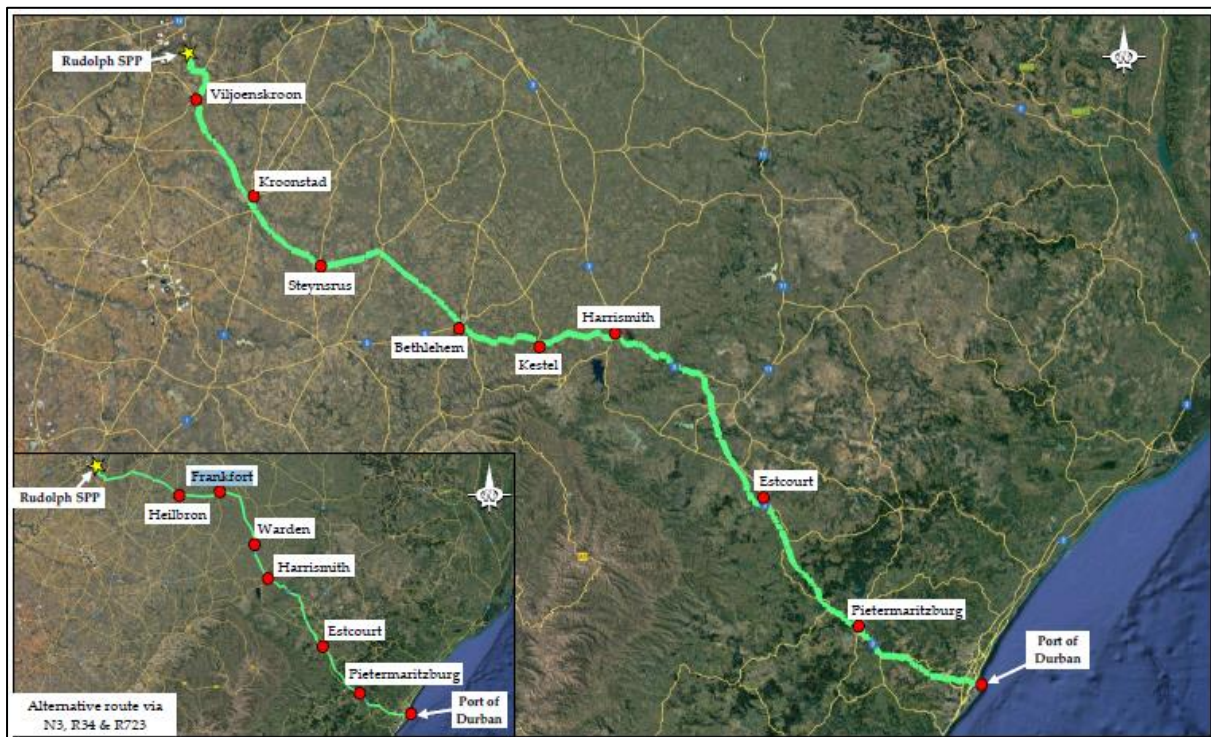 Rudolph SPP
Viljoenskroon
Kroonstad
Steynsrus
Bethlehem
Kestel
Harrismith
Estcourt
Pietermaritzburg
Port of
Durban
Rudolph SPP
Heilbron
Frankfort
Warden
Harrismith
Estcourt
Pietermaritzburg
Port of
Durban
Alternative route via
N3, R34 & R723